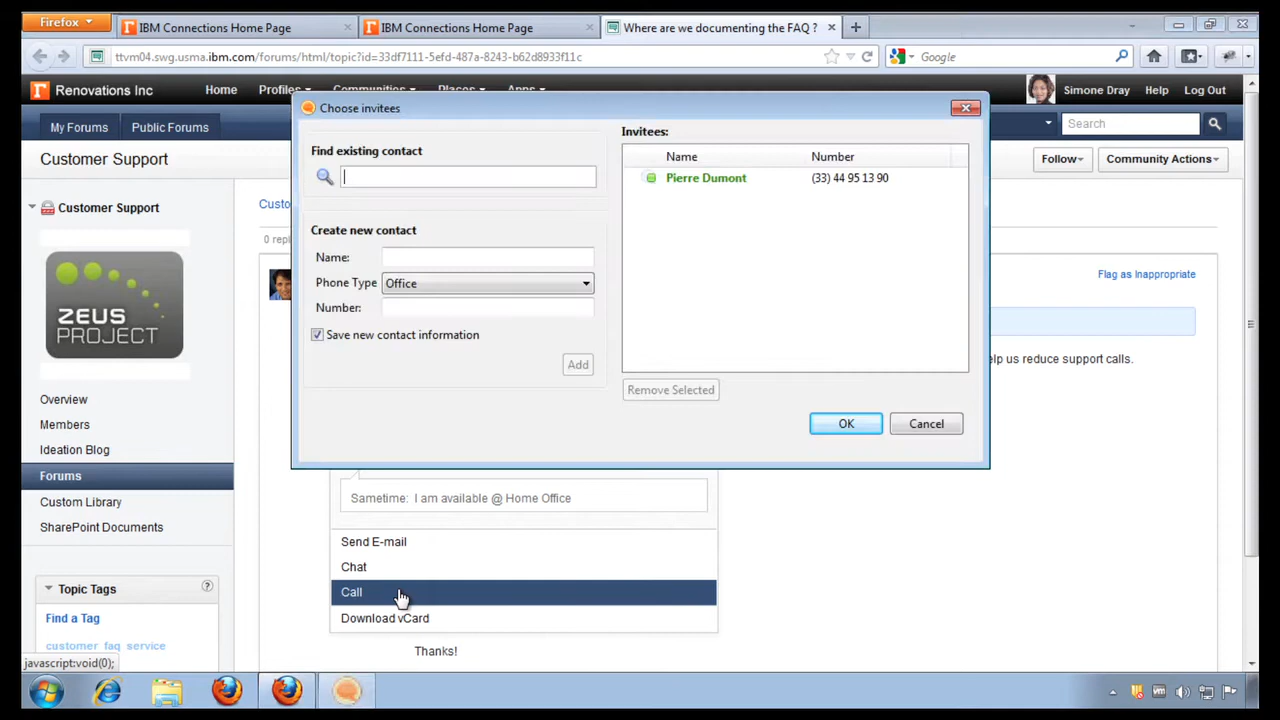 Firefox
IBM Connections Home Page
IBM Connections Home Page
Where are we documenting the FAQ ?
ttvm04.swg.usma.ibm.com/forums/html/topic?id=33df7111-5efd-487a-8243-b62d8933f11c
Google
Renovations Inc
Home
Profiles
Communities
Places
Apps
Simone Dray
Help
Log Out
My Forums
Public Forums
Search
Customer Support
Follow
Community Actions
Choose invitees
Find existing contact
Create new contact
Name:
Phone Type
Office
Number:
Save new contact information
Add
Invitees:
Name
Number
Pierre Dumont
(33) 44 95 13 90
Remove Selected
OK
Cancel
Customer Support
ZEUS
PROJECT
Overview
Members
Ideation Blog
Forums
Custom Library
SharePoint Documents
Topic Tags
?
Find a Tag
customer faq service
javascript:void(0);
Custo
0 repl
Flag as Inappropriate
elp us reduce support calls.
Sametime: I am available @ Home Office
Send E-mail
Chat
Call
Download vCard
Thanks!